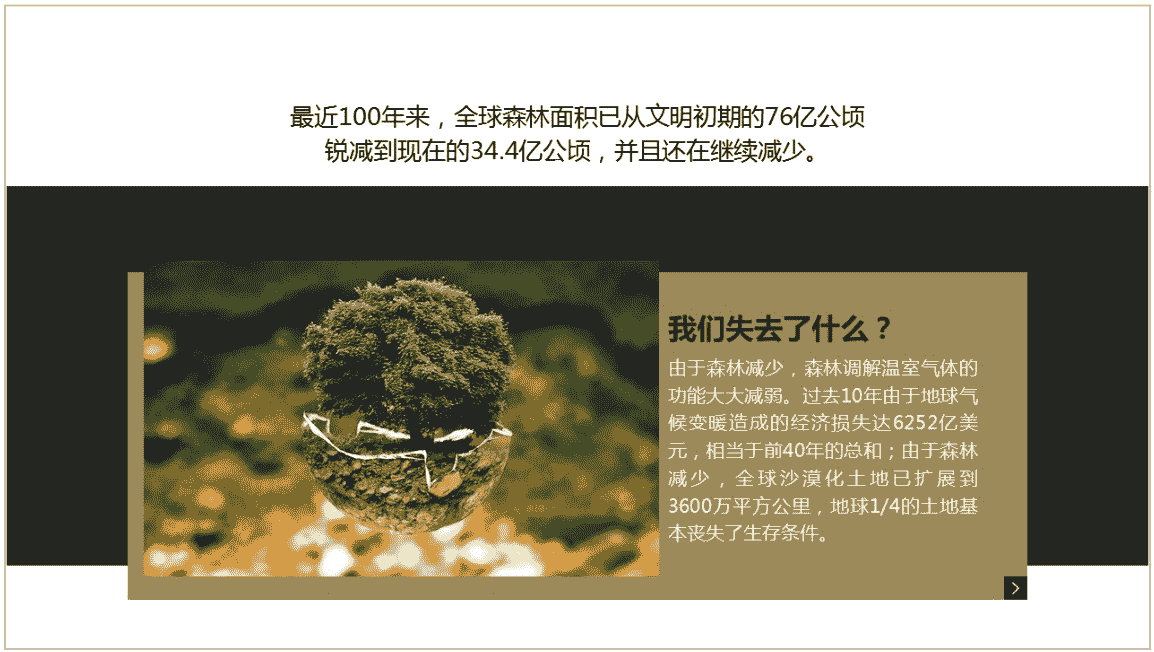 最近100年来，全球森林面积已从文明初期的76亿公顷
锐减到现在的34.4亿公顷，并且还在继续减少。
我们失去了什么？
由于森林减少，森林调解温室气体的
功能大大减弱。过去10年由于地球气
候变暖造成的经济损失达6252亿美
元，相当于前40年的总和；由于森林
减少，全球沙漠化土地已扩展到
3600万平方公里，地球1/4的土地基
本丧失了生存条件。